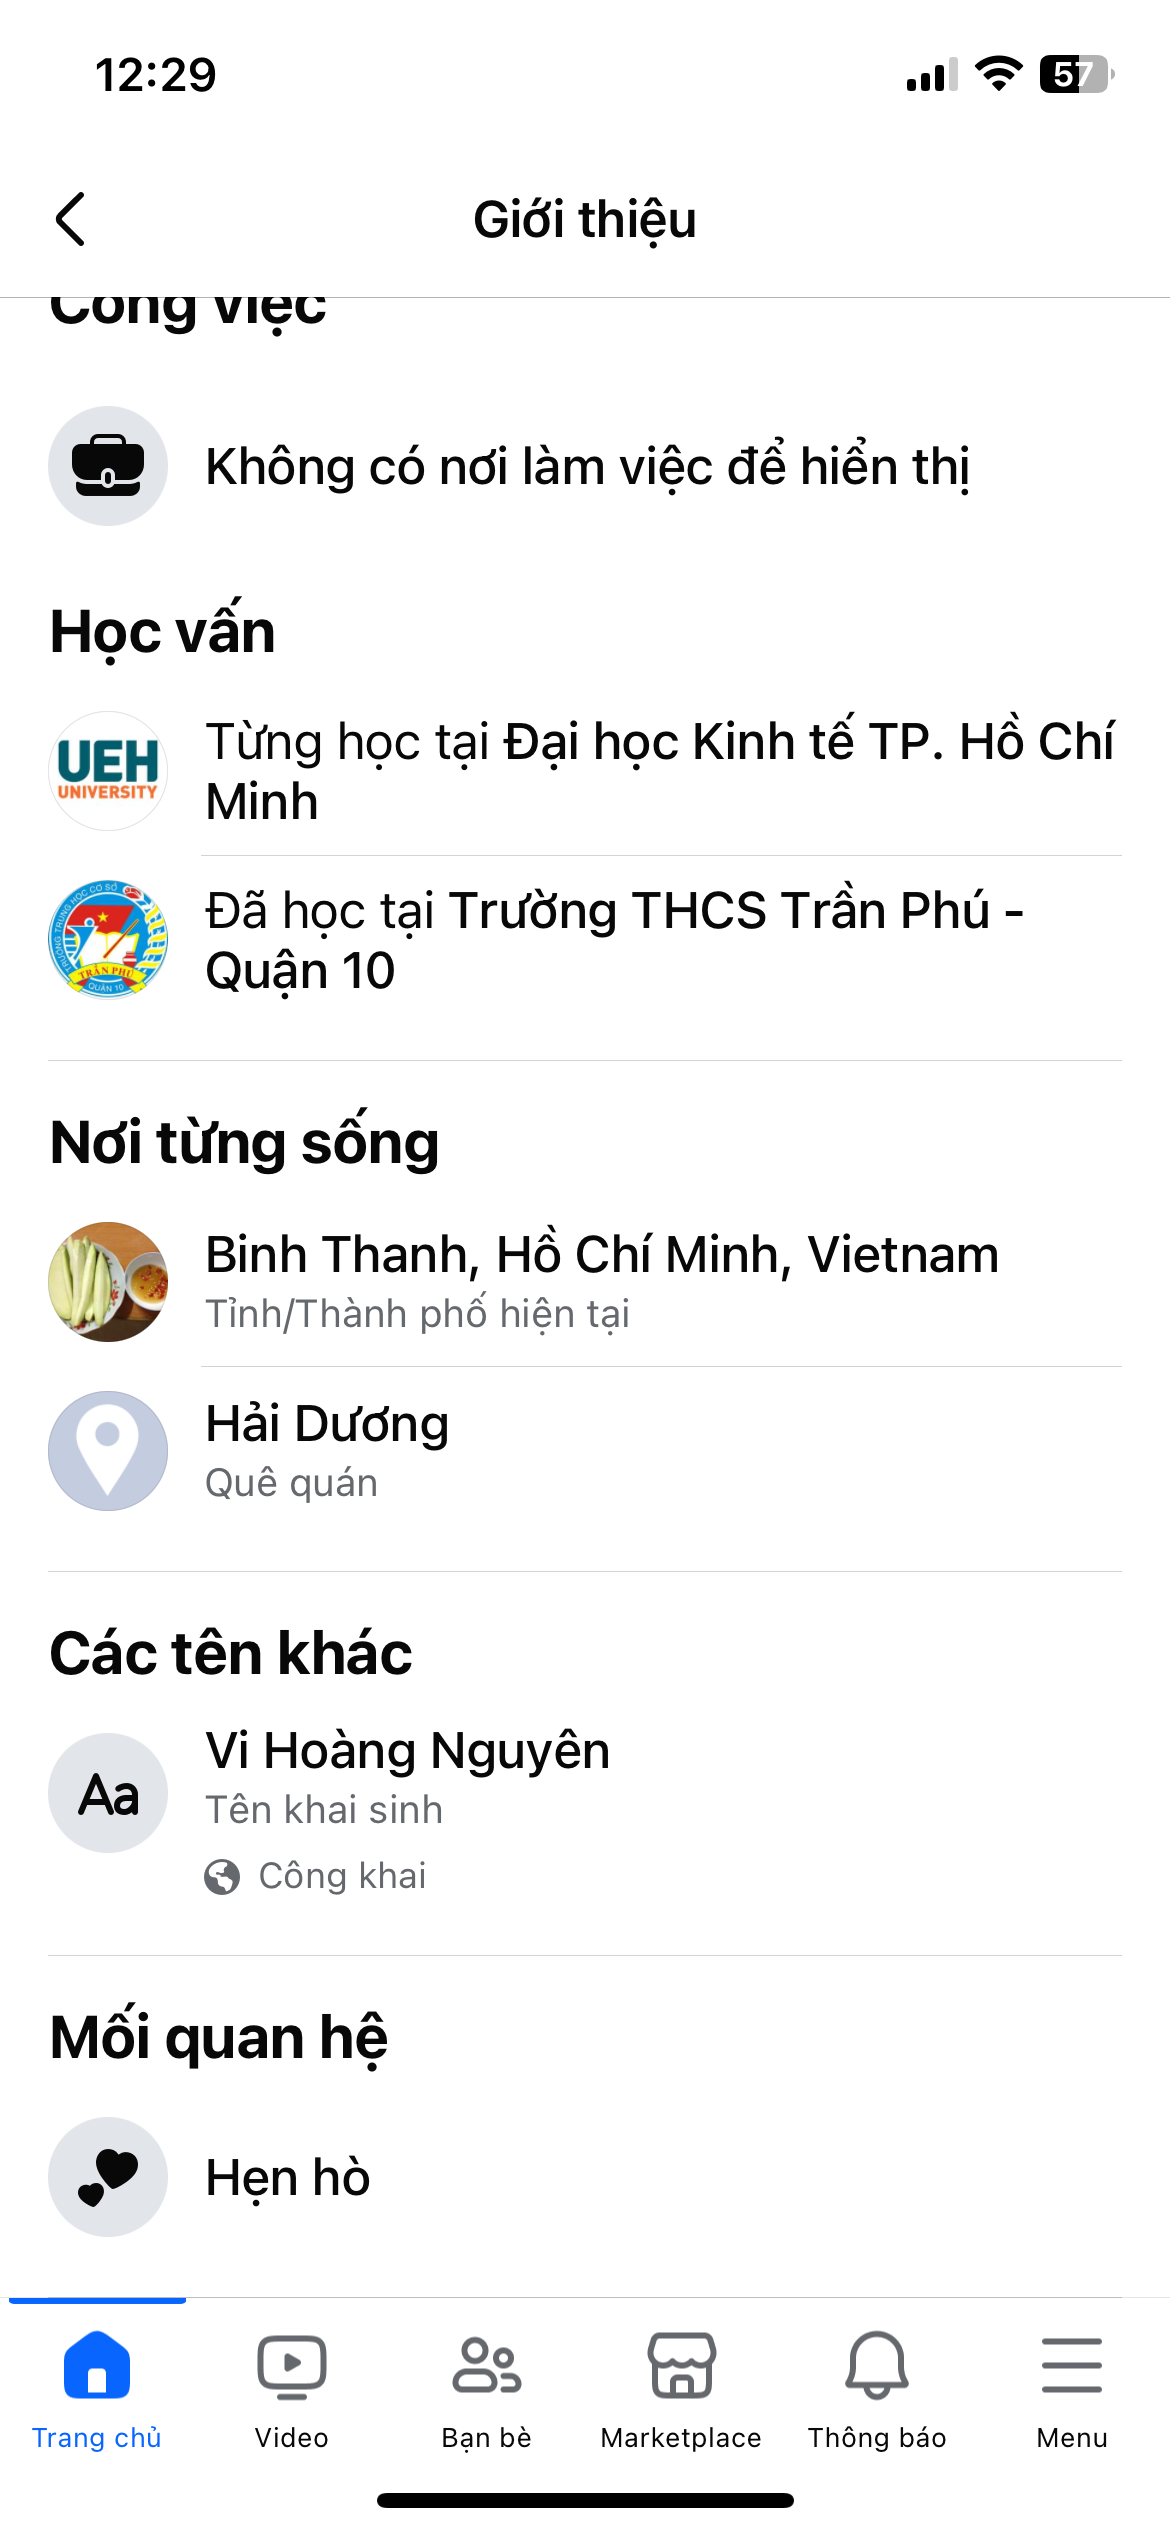 12:29
57
Giới thiệu
Công việc
Không có nơi làm việc để hiển thị
Học vấn
UEH
UNIVERSITY
Từng học tại Đại học Kinh tế TP. Hồ Chí
Minh
TRƯỜNG TRUNG HỌC CƠ SỞ
TRẦN PHÚ
QUẬN 10
Đã học tại Trường THCS Trần Phú -
Quận 10
Nơi từng sống
Binh Thanh, Hồ Chí Minh, Vietnam
Tỉnh/Thành phố hiện tại
Hải Dương
Quê quán
Các tên khác
Aa
Vi Hoàng Nguyên
Tên khai sinh
Công khai
Mối quan hệ
Hẹn hò
Trang chủ
Video
Bạn bè
Marketplace
Thông báo
Menu